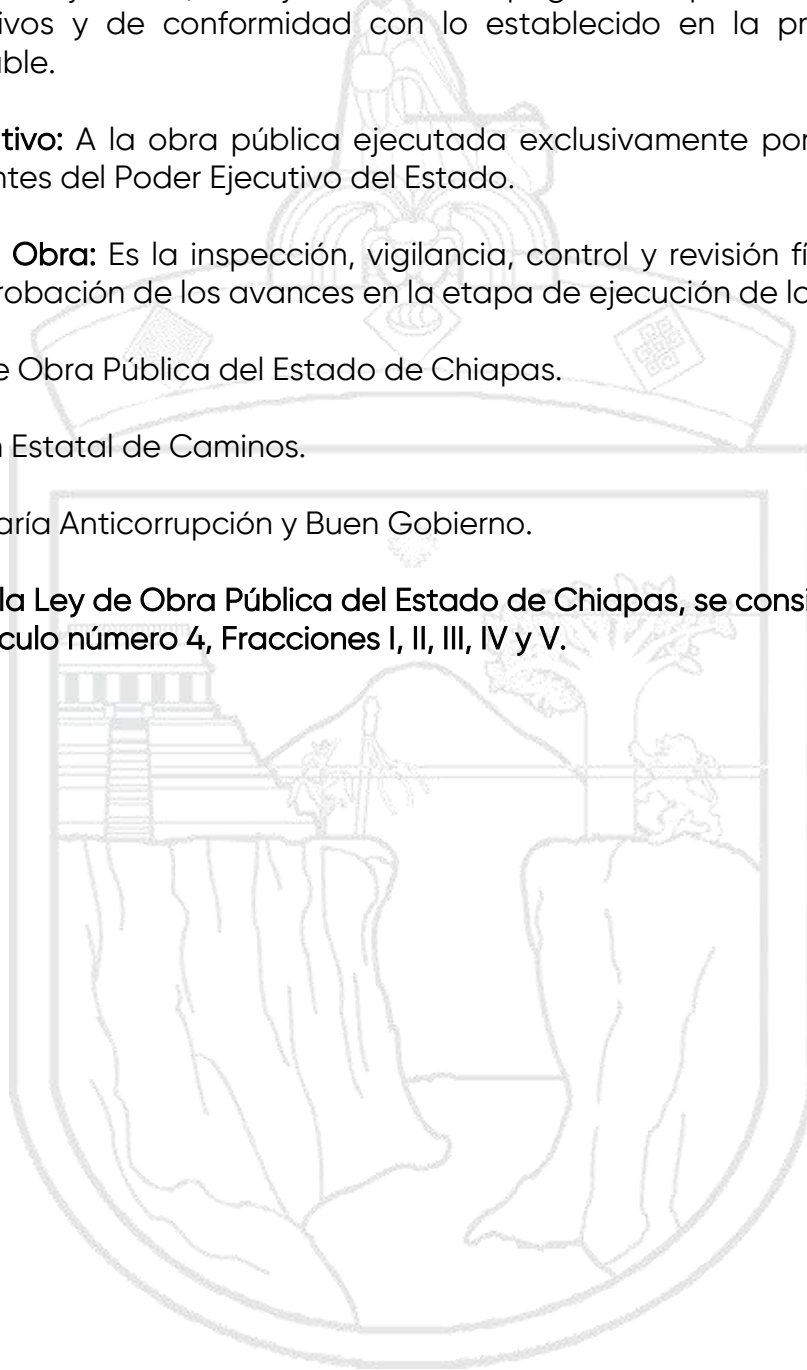 ivos y de conformidad con lo establecido en la pr
able.
tivo: A la obra pública ejecutada exclusivamente por
ntes del Poder Ejecutivo del Estado.
Obra: Es la inspección, vigilancia, control y revisión fí
robación de los avances en la etapa de ejecución de la
e Obra Pública del Estado de Chiapas.
n Estatal de Caminos.
aría Anticorrupción y Buen Gobierno.
la Ley de Obra Pública del Estado de Chiapas, se consi
culo número 4, Fracciones I, II, III, IV y V.